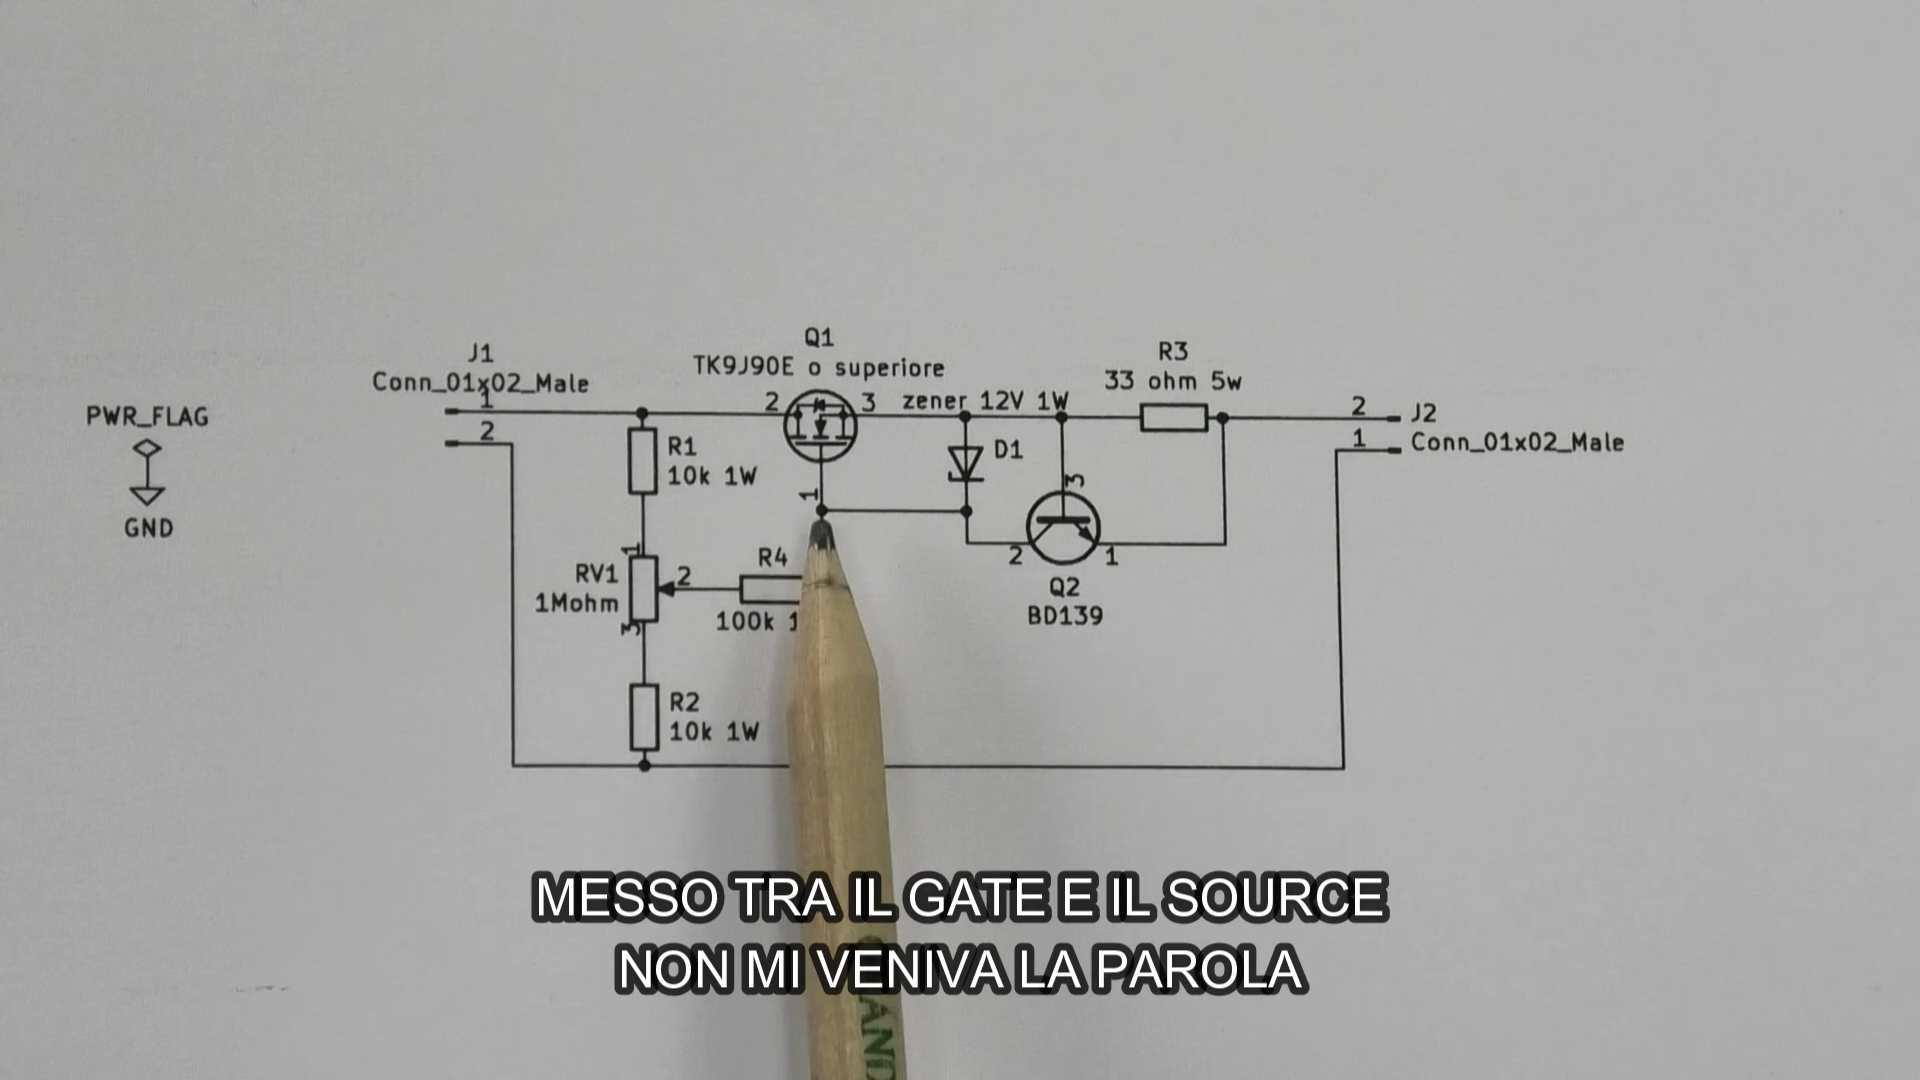 Q1
TK9J90E o superiore
J1
Conn_01x02_Male
1
2
PWR_FLAG
GND
2
3
zener 12V 1W
R3
33 ohm 5w
2
J2
1
Conn_01x02_Male
R1
10k 1W
1
D1
3
2
1
Q2
BD139
1
RV1
1Mohm
2
3
R4
100k 1
R2
10k 1W
MESSO TRA IL GATE E IL SOURCE
NON MI VENIVA LA PAROLA